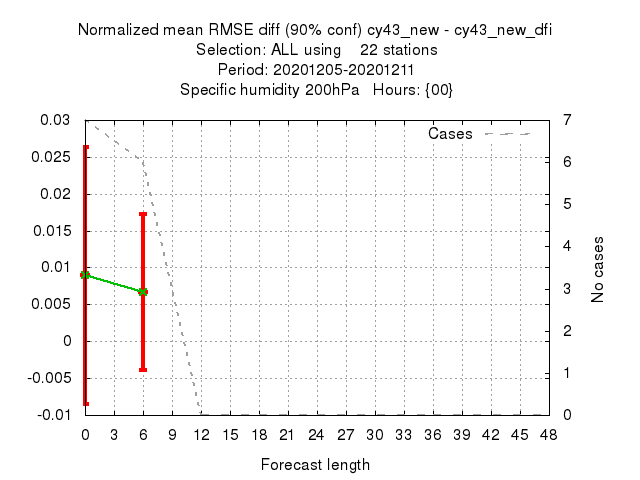 Normalized mean RMSE diff (90% conf) cy43_new - cy43_new_dfi
Selection: ALL using    22 stations
Period: 20201205-20201211
Specific humidity 200hPa   Hours: {00}
Cases
0.03
0.025
0.02
0.015
0.01
0.005
0
-0.005
-0.01
7
6
5
4
3
2
1
0
No cases
0 3 6 9 12 15 18 21 24 27 30 33 36 39 42 45 48
Forecast length